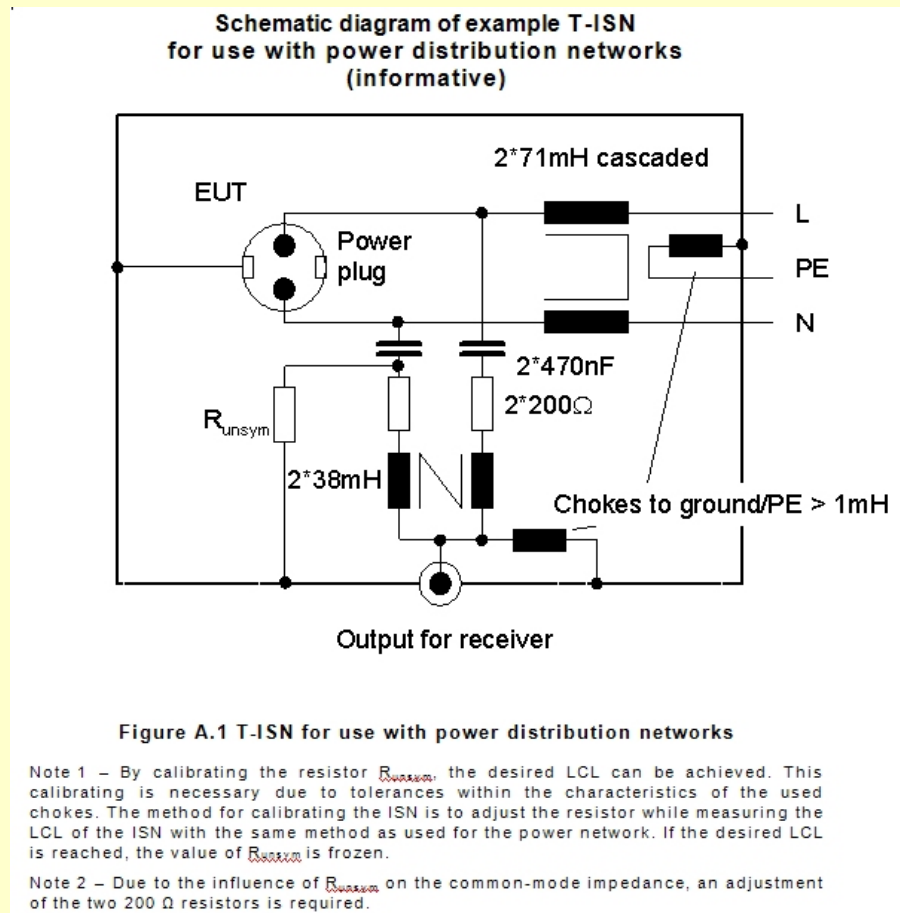 Schematic diagram of example T-ISN
for use with power distribution networks
(informative)
2*71mH cascaded
EUT
L
Power
plug
PE
N
2*470nF
2*200Ω
Runsym
2*38mH
Chokes to ground/PE > 1mH
Output for receiver
Figure A.1 T-ISN for use with power distribution networks
Note 1 – By calibrating the resistor Runsym, the desired LCL can be achieved. This
calibrating is necessary due to tolerances within the characteristics of the used
chokes. The method for calibrating the ISN is to adjust the resistor while measuring the
LCL of the ISN with the same method as used for the power network. If the desired LCL
is reached, the value of Runsym is frozen.
Note 2 – Due to the influence of Runsym on the common-mode impedance, an adjustment
of the two 200 Ω resistors is required.